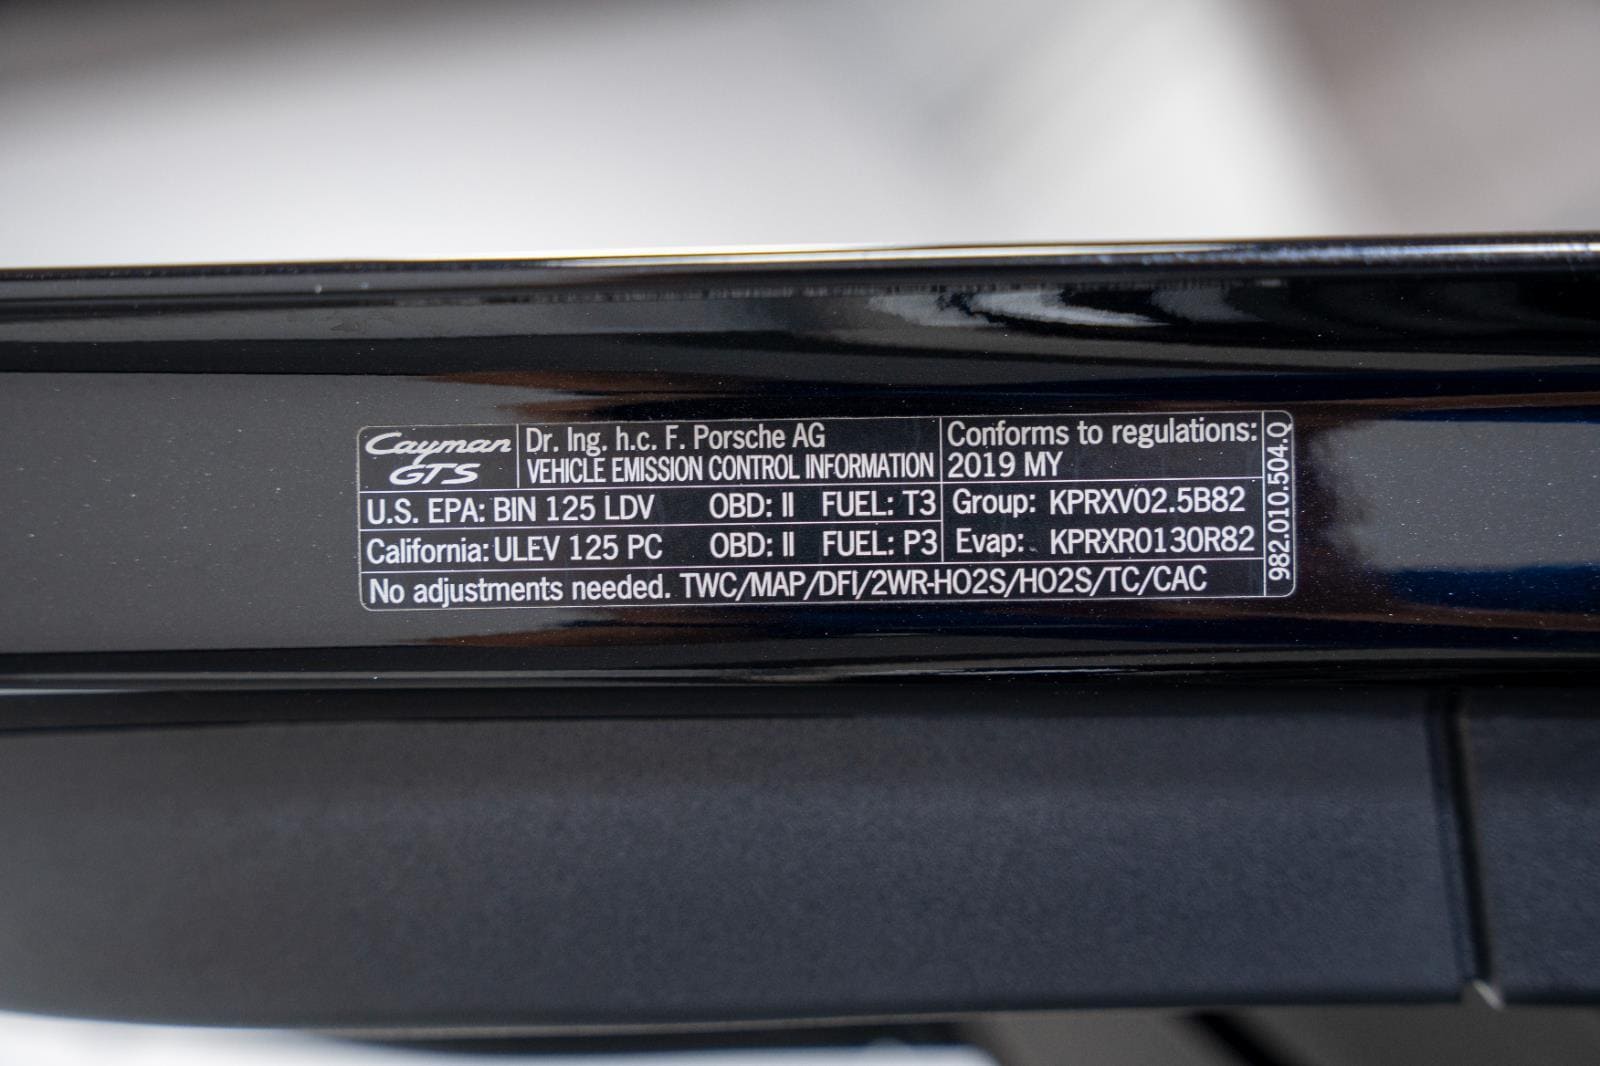 Cayman GTS
Dr. Ing. h.c. F. Porsche AG
VEHICLE EMISSION CONTROL INFORMATION
Conforms to regulations:
2019 MY
U.S. EPA: BIN 125 LDV OBD: II FUEL: T3
Group: KPRXV02.5B82
California: ULEV 125 PC OBD: II FUEL: P3
Evap: KPRXR0130R82
No adjustments needed. TWC/MAP/DFI/2WR-HO2S/HO2S/TC/CAC
982.010.504.Q